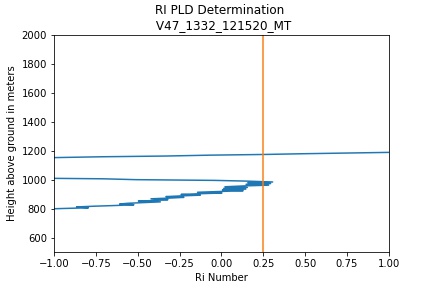 RI PLD Determination
V47_1332_121520_MT
2000
1800
1600
1400
1200
1000
800
600
Height above ground in meters
−1.00 −0.75 −0.50 −0.25 0.00 0.25 0.50 0.75 1.00
Ri Number